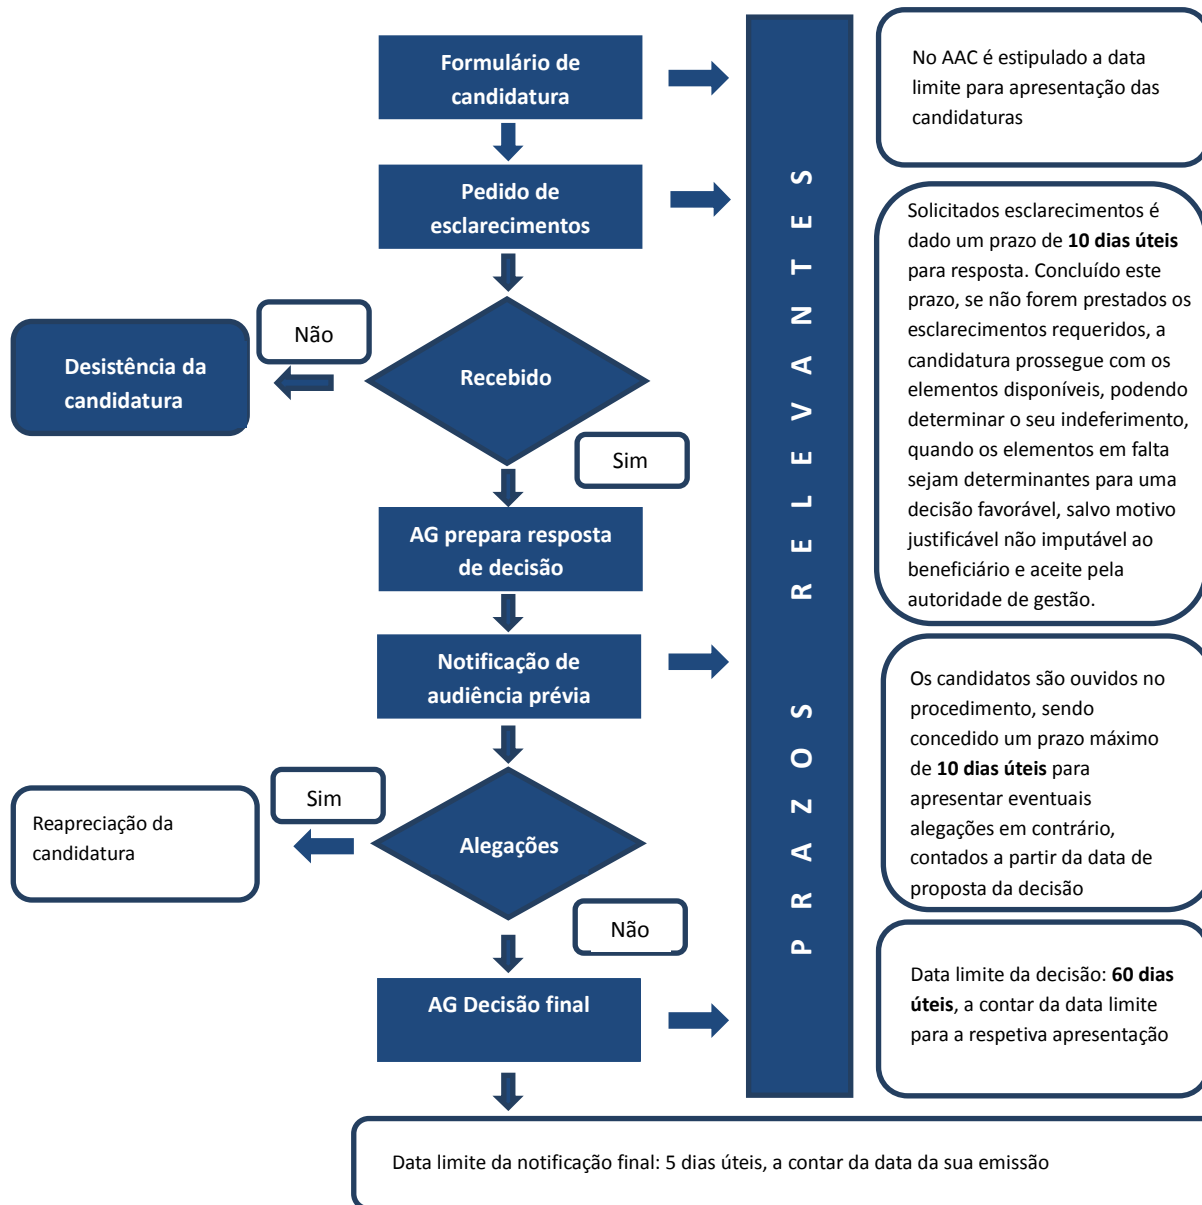 Formulário de
candidatura
No AAC é estipulado a data
limite para apresentação das
candidaturas
Pedido de
esclarecimentos
Solicitados esclarecimentos é
dado um prazo de 10 dias úteis
para resposta. Concluído este
prazo, se não forem prestados os
esclarecimentos requeridos, a
candidatura prossegue com os
elementos disponíveis, podendo
determinar o seu indeferimento,
quando os elementos em falta
sejam determinantes para uma
decisão favorável, salvo motivo
justificável não imputável ao
beneficiário e aceite pela
autoridade de gestão.
Não
Desistência da
candidatura
Recebido
Sim
AG prepara resposta
de decisão
Notificação de
audiência prévia
Os candidatos são ouvidos no
procedimento, sendo
concedido um prazo máximo
de 10 dias úteis para
apresentar eventuais
alegações em contrário,
contados a partir da data de
proposta da decisão
Sim
Reapreciação da
candidatura
Alegações
Não
AG Decisão final
Data limite da decisão: 60 dias
úteis, a contar da data limite
para a respetiva apresentação
PRAZOS RELEVANTES
Data limite da notificação final: 5 dias úteis, a contar da data da sua emissão